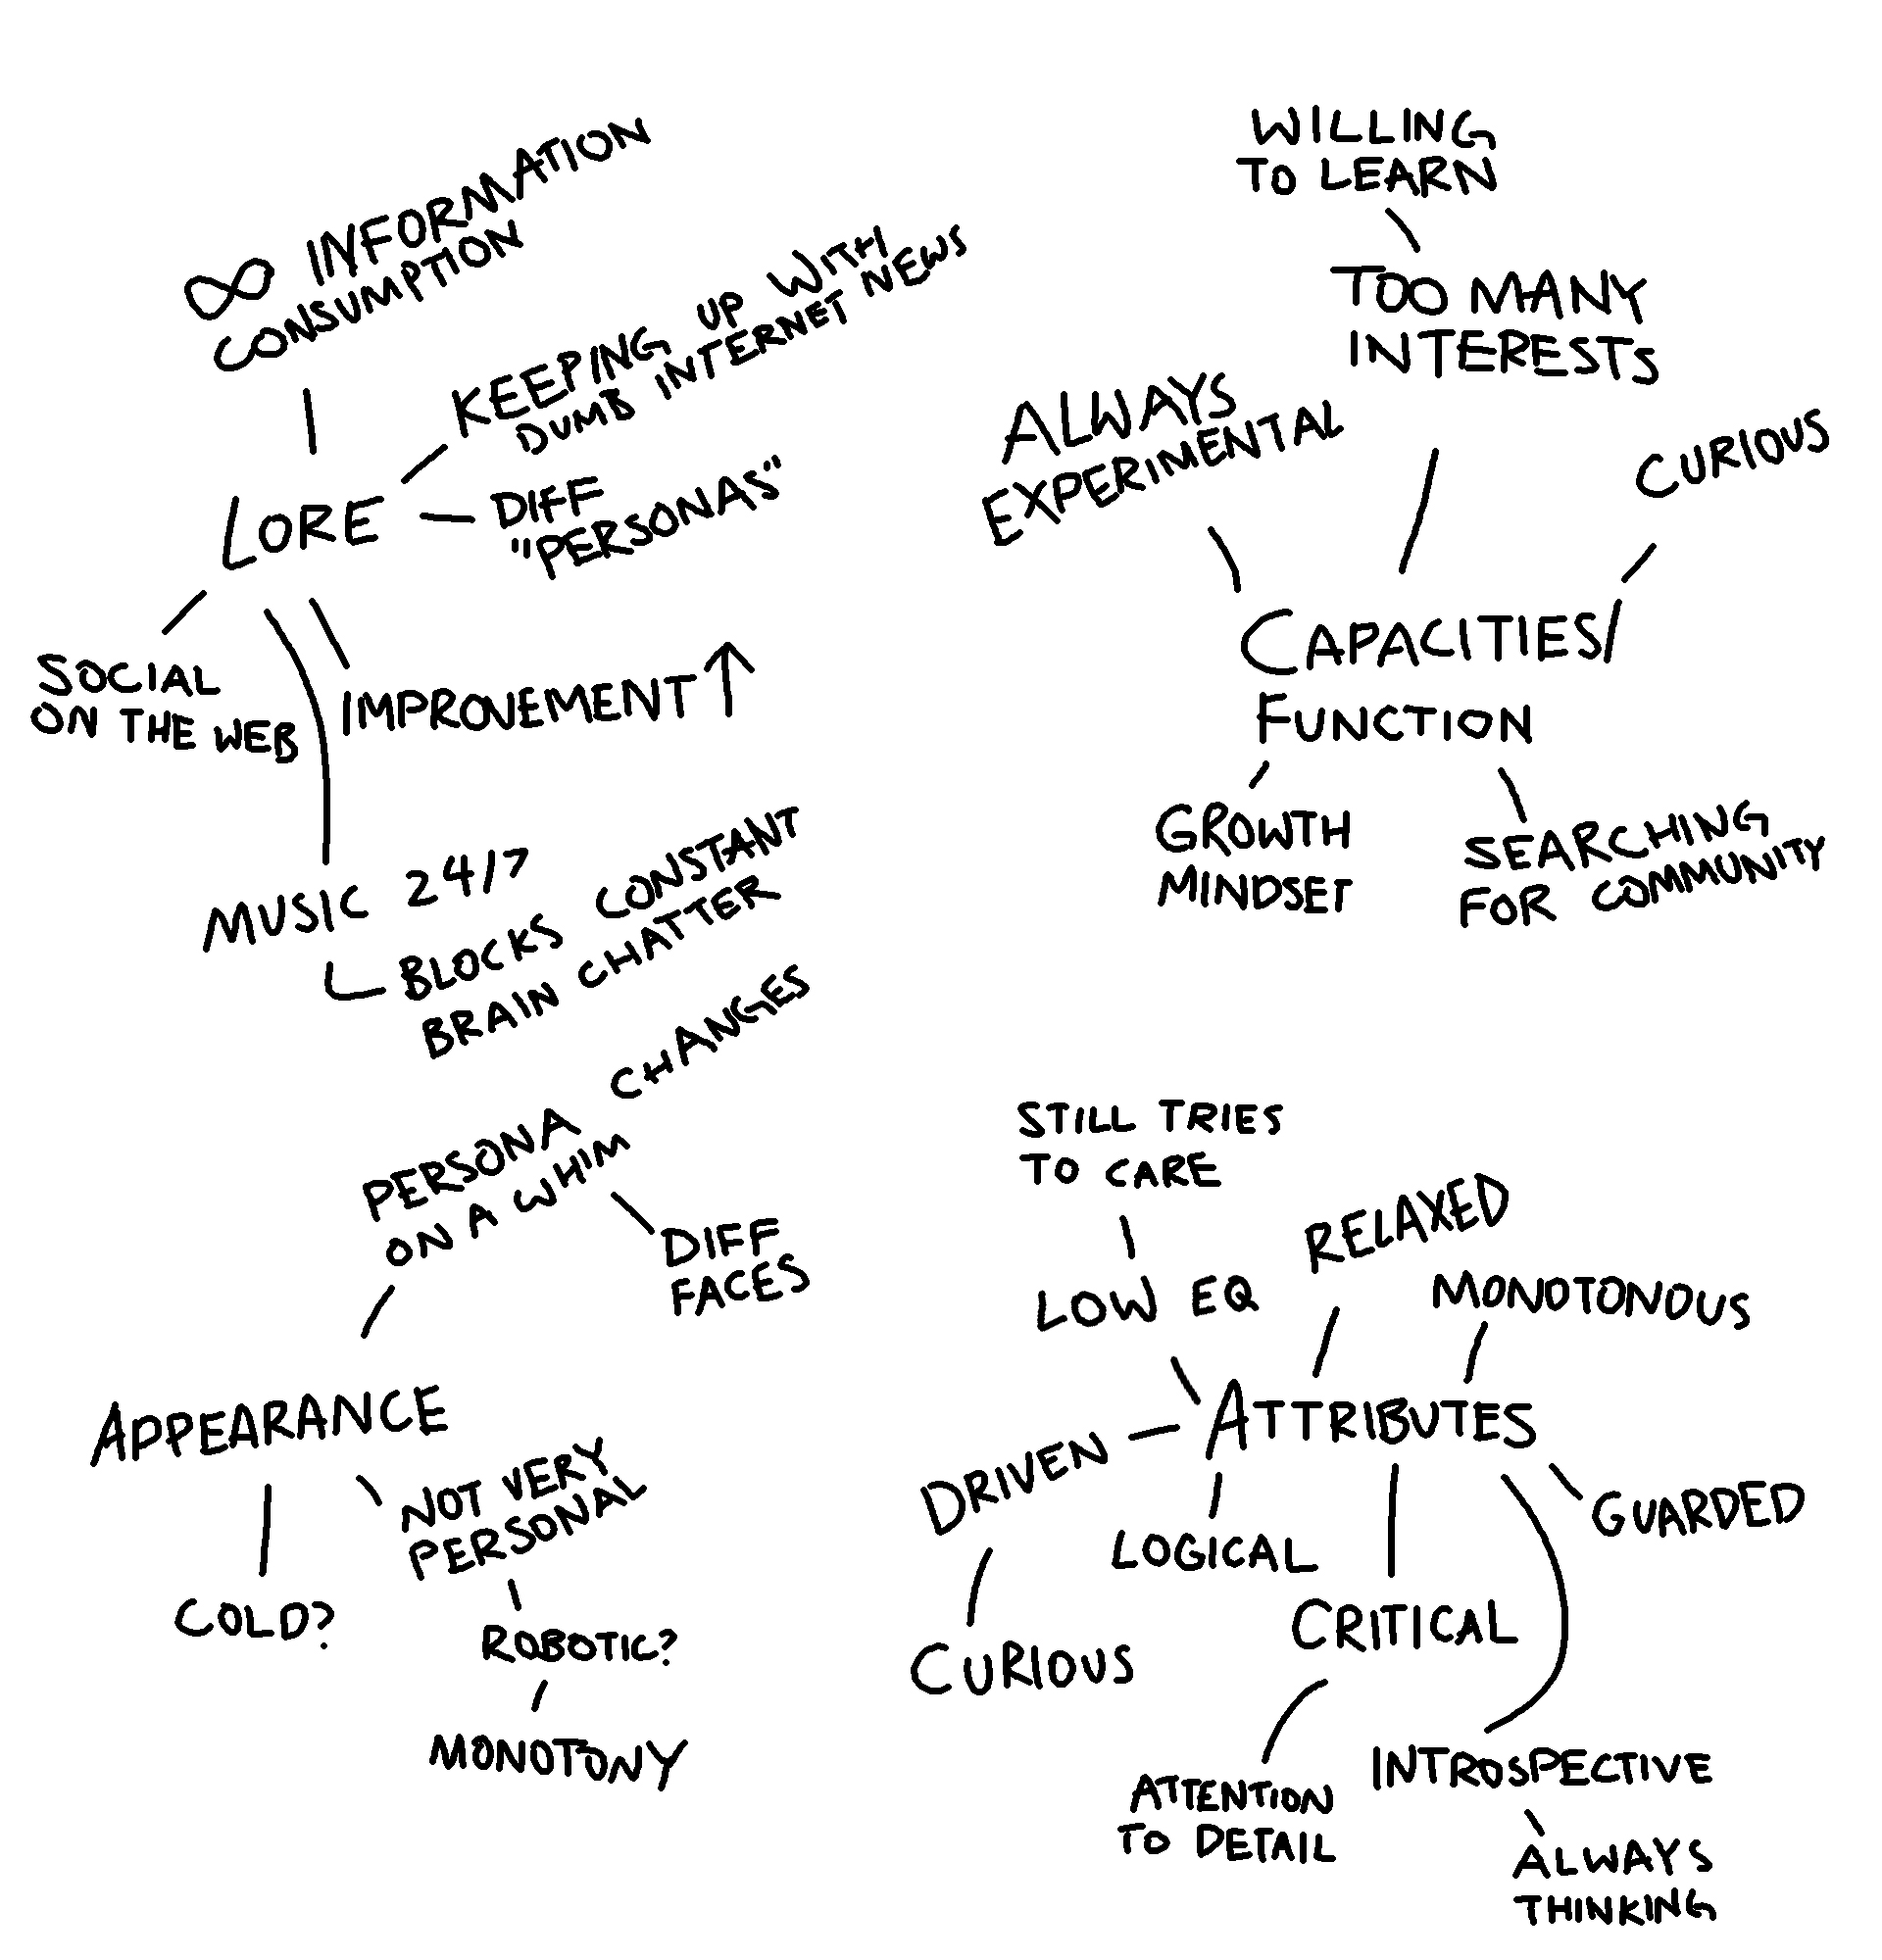 ∞ INFORMATION
CONSUMPTION
KEEPING UP WITH
DUMB INTERNET NEWS
LORE
DIFF
"PERSONAS"
SOCIAL
ON THE WEB
IMPROVEMENT ↑
MUSIC 24/7
BLOCKS CONSTANT
BRAIN CHATTER
WILLING
TO LEARN
TOO MANY
INTERESTS
ALWAYS
EXPERIMENTAL
CURIOUS
CAPACITIES/
FUNCTION
GROWTH
MINDSET
SEARCHING
FOR COMMUNITY
PERSONA CHANGES
ON A WHIM
DIFF
FACES
APPEARANCE
COLD?
NOT VERY
PERSONAL
ROBOTIC?
MONOTONY
STILL TRIES
TO CARE
LOW EQ
RELAXED
MONOTONOUS
ATTRIBUTES
DRIVEN
CURIOUS
LOGICAL
CRITICAL
ATTENTION
TO DETAIL
GUARDED
INTROSPECTIVE
ALWAYS
THINKING